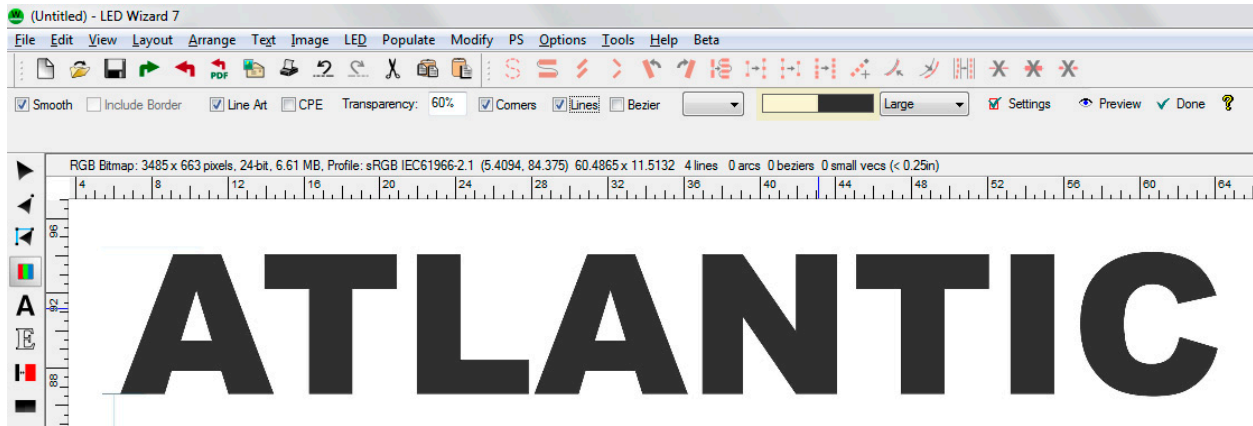 (Untitled) - LED Wizard 7
File Edit View Layout Arrange Text Image LED Populate Modify PS Options Tools Help Beta
PDF
Smooth Include Border Line Art CPE Transparency: 60% Corners Lines Bezier Large Settings Preview Done ?
RGB Bitmap: 3485 x 663 pixels, 24-bit, 6.61 MB, Profile: sRGB IEC61966-2.1 (5.4094, 84.375) 60.4865 x 11.5132 4 lines 0 arcs 0 beziers 0 small vecs (< 0.25in)
4 8 12 16 20 24 28 32 36 40 44 48 52 56 60 64
96
92
88
A
E
ATLANTIC